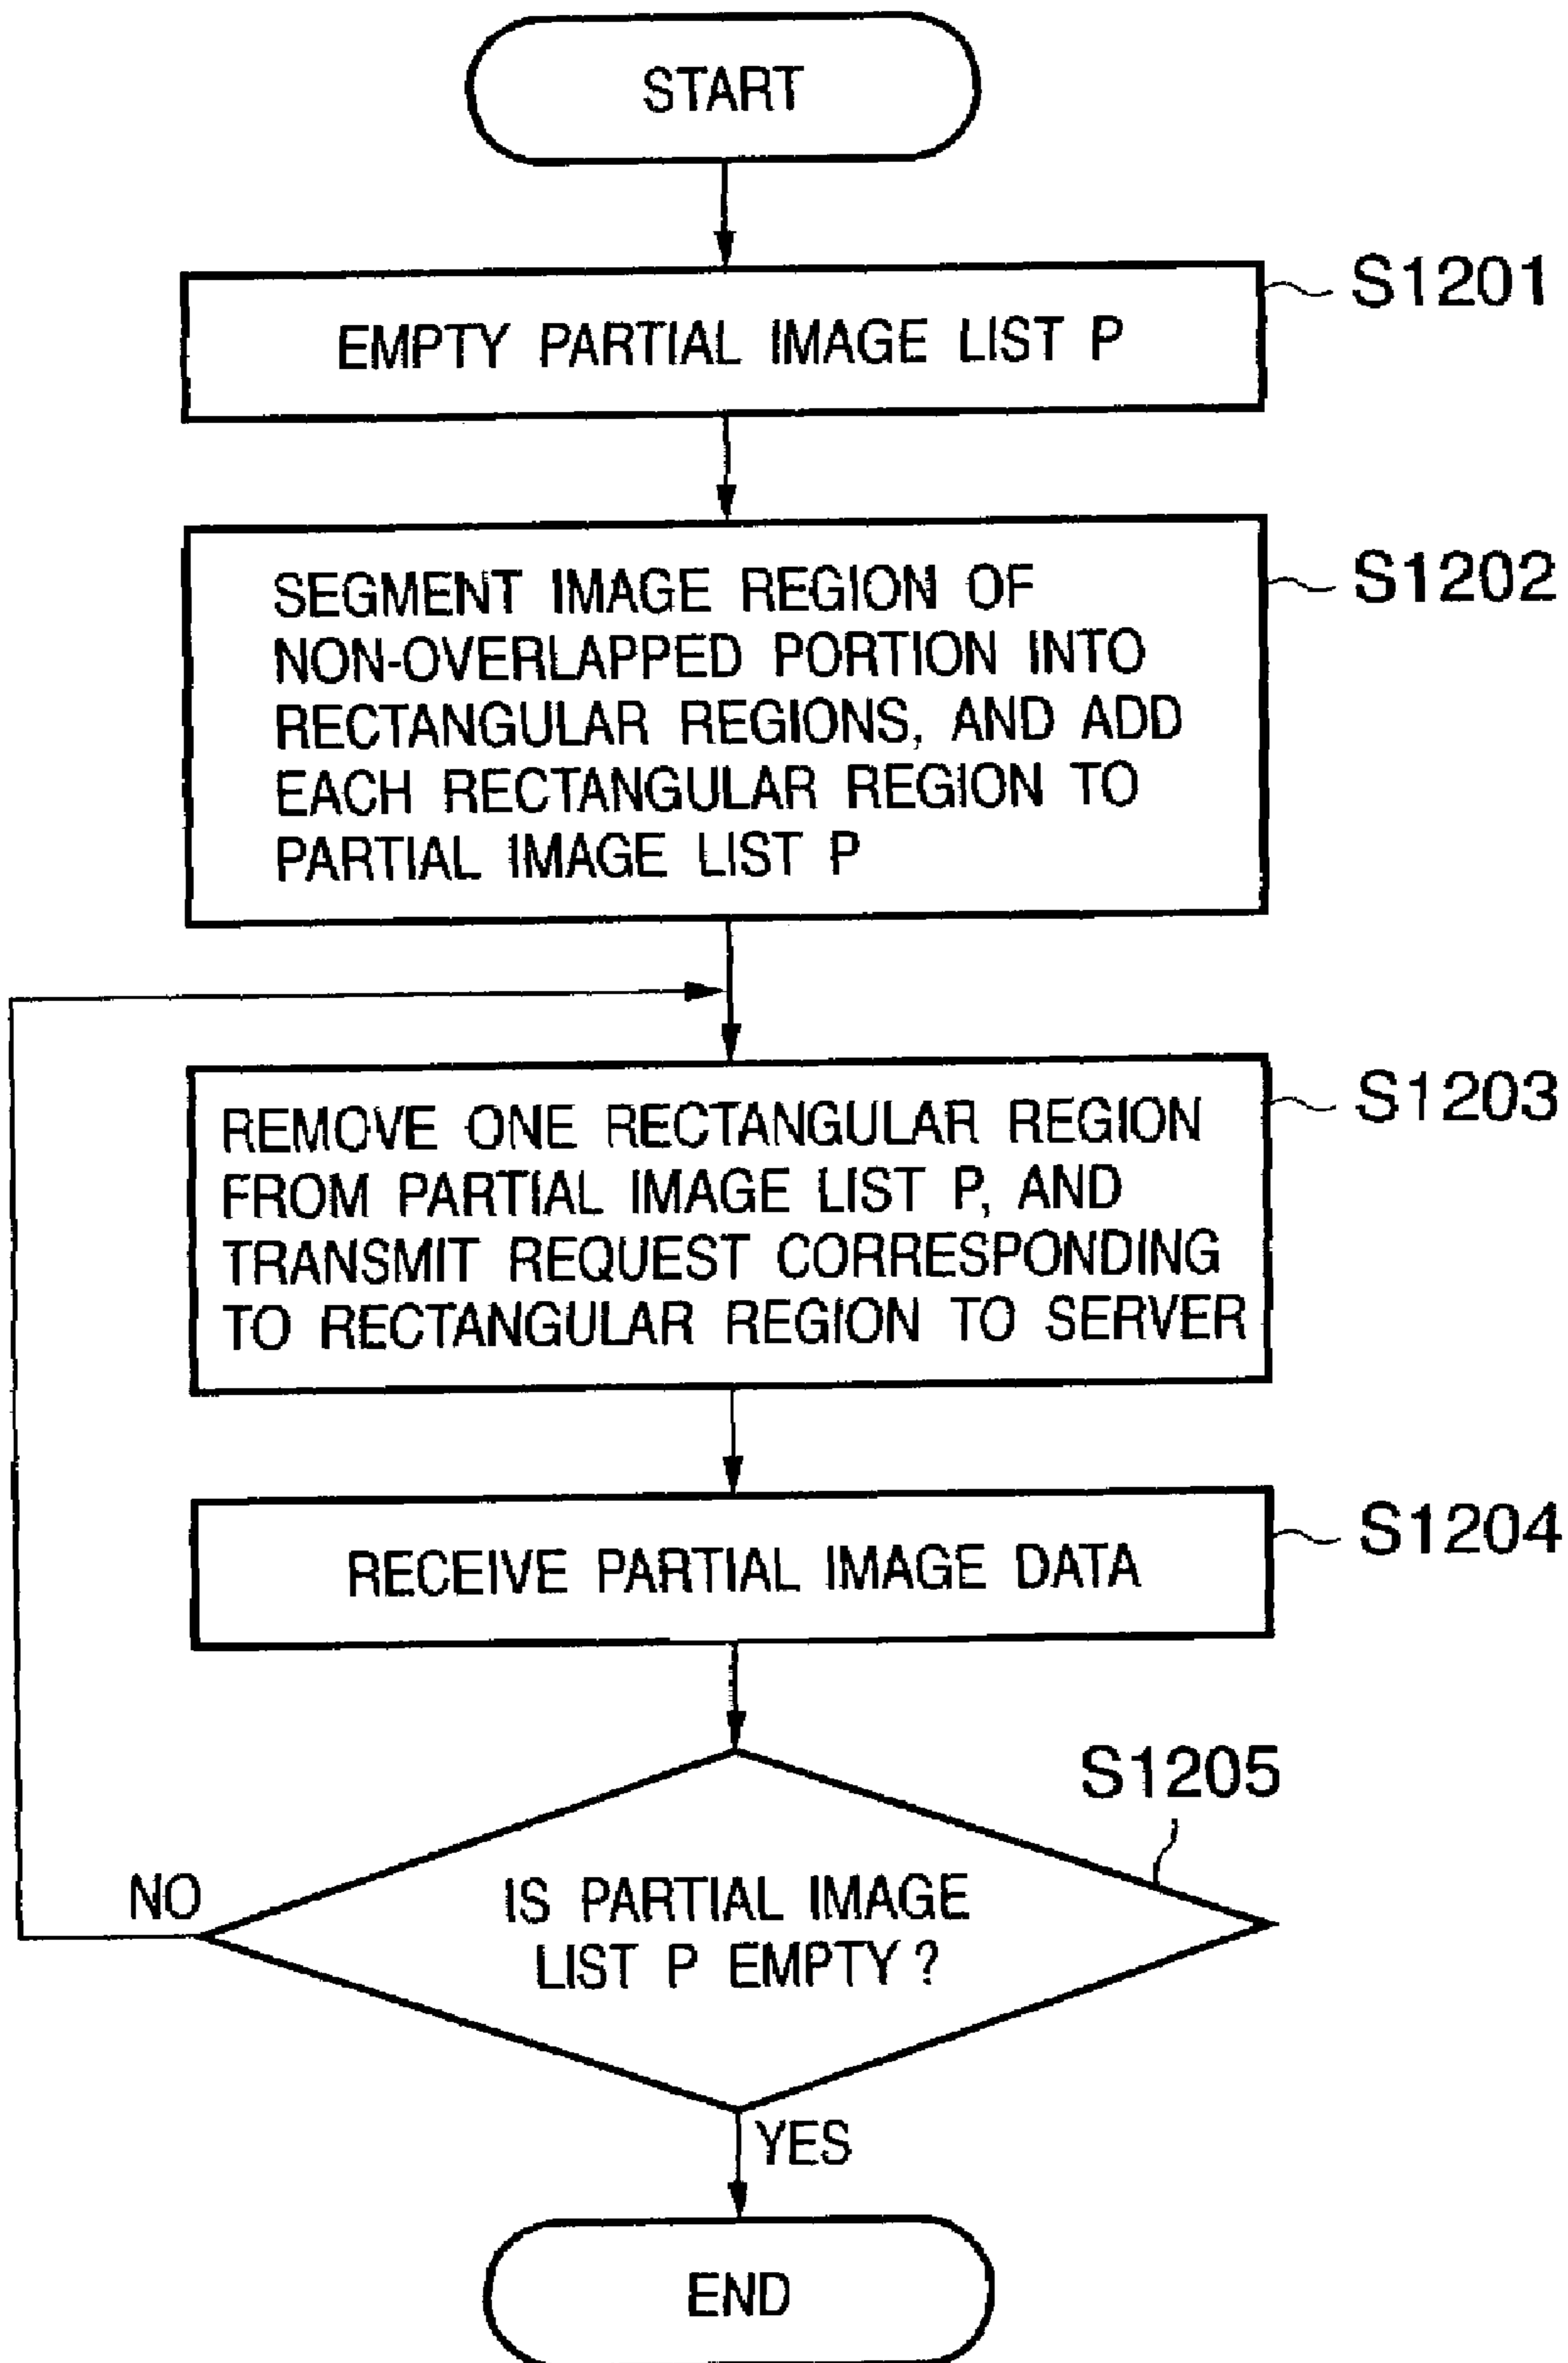 START
S1201
EMPTY PARTIAL IMAGE LIST P
S1202
SEGMENT IMAGE REGION OF
NON-OVERLAPPED PORTION INTO
RECTANGULAR REGIONS, AND ADD
EACH RECTANGULAR REGION TO
PARTIAL IMAGE LIST P
S1203
REMOVE ONE RECTANGULAR REGION
FROM PARTIAL IMAGE LIST P, AND
TRANSMIT REQUEST CORRESPONDING
TO RECTANGULAR REGION TO SERVER
S1204
RECEIVE PARTIAL IMAGE DATA
S1205
NO
IS PARTIAL IMAGE
LIST P EMPTY?
YES
END